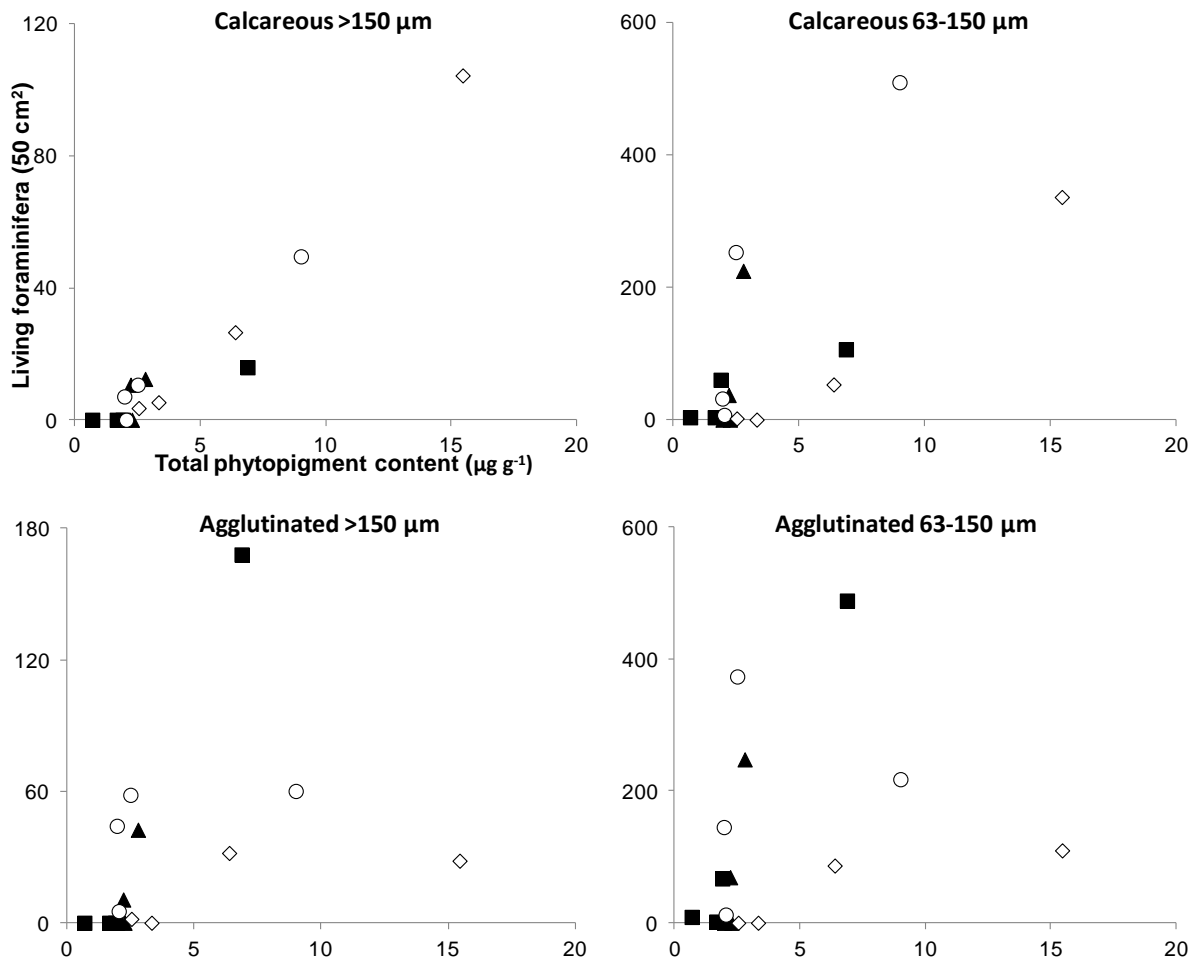 Calcareous >150 µm
120
80
40
0
0 5 10 15 20
Living foraminifera (50 cm²)
Total phytopigment content (µg g⁻¹)
Calcareous 63-150 µm
600
400
200
0
0 5 10 15 20
Agglutinated >150 µm
180
120
60
0
0 5 10 15 20
Agglutinated 63-150 µm
600
400
200
0
0 5 10 15 20